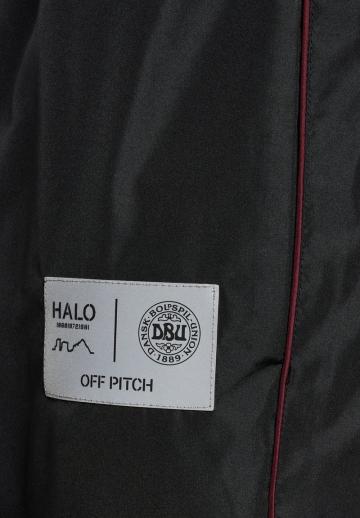 HALO
DANSK·BOLDSPIL-UNION
DBU
·1889·
OFF PITCH